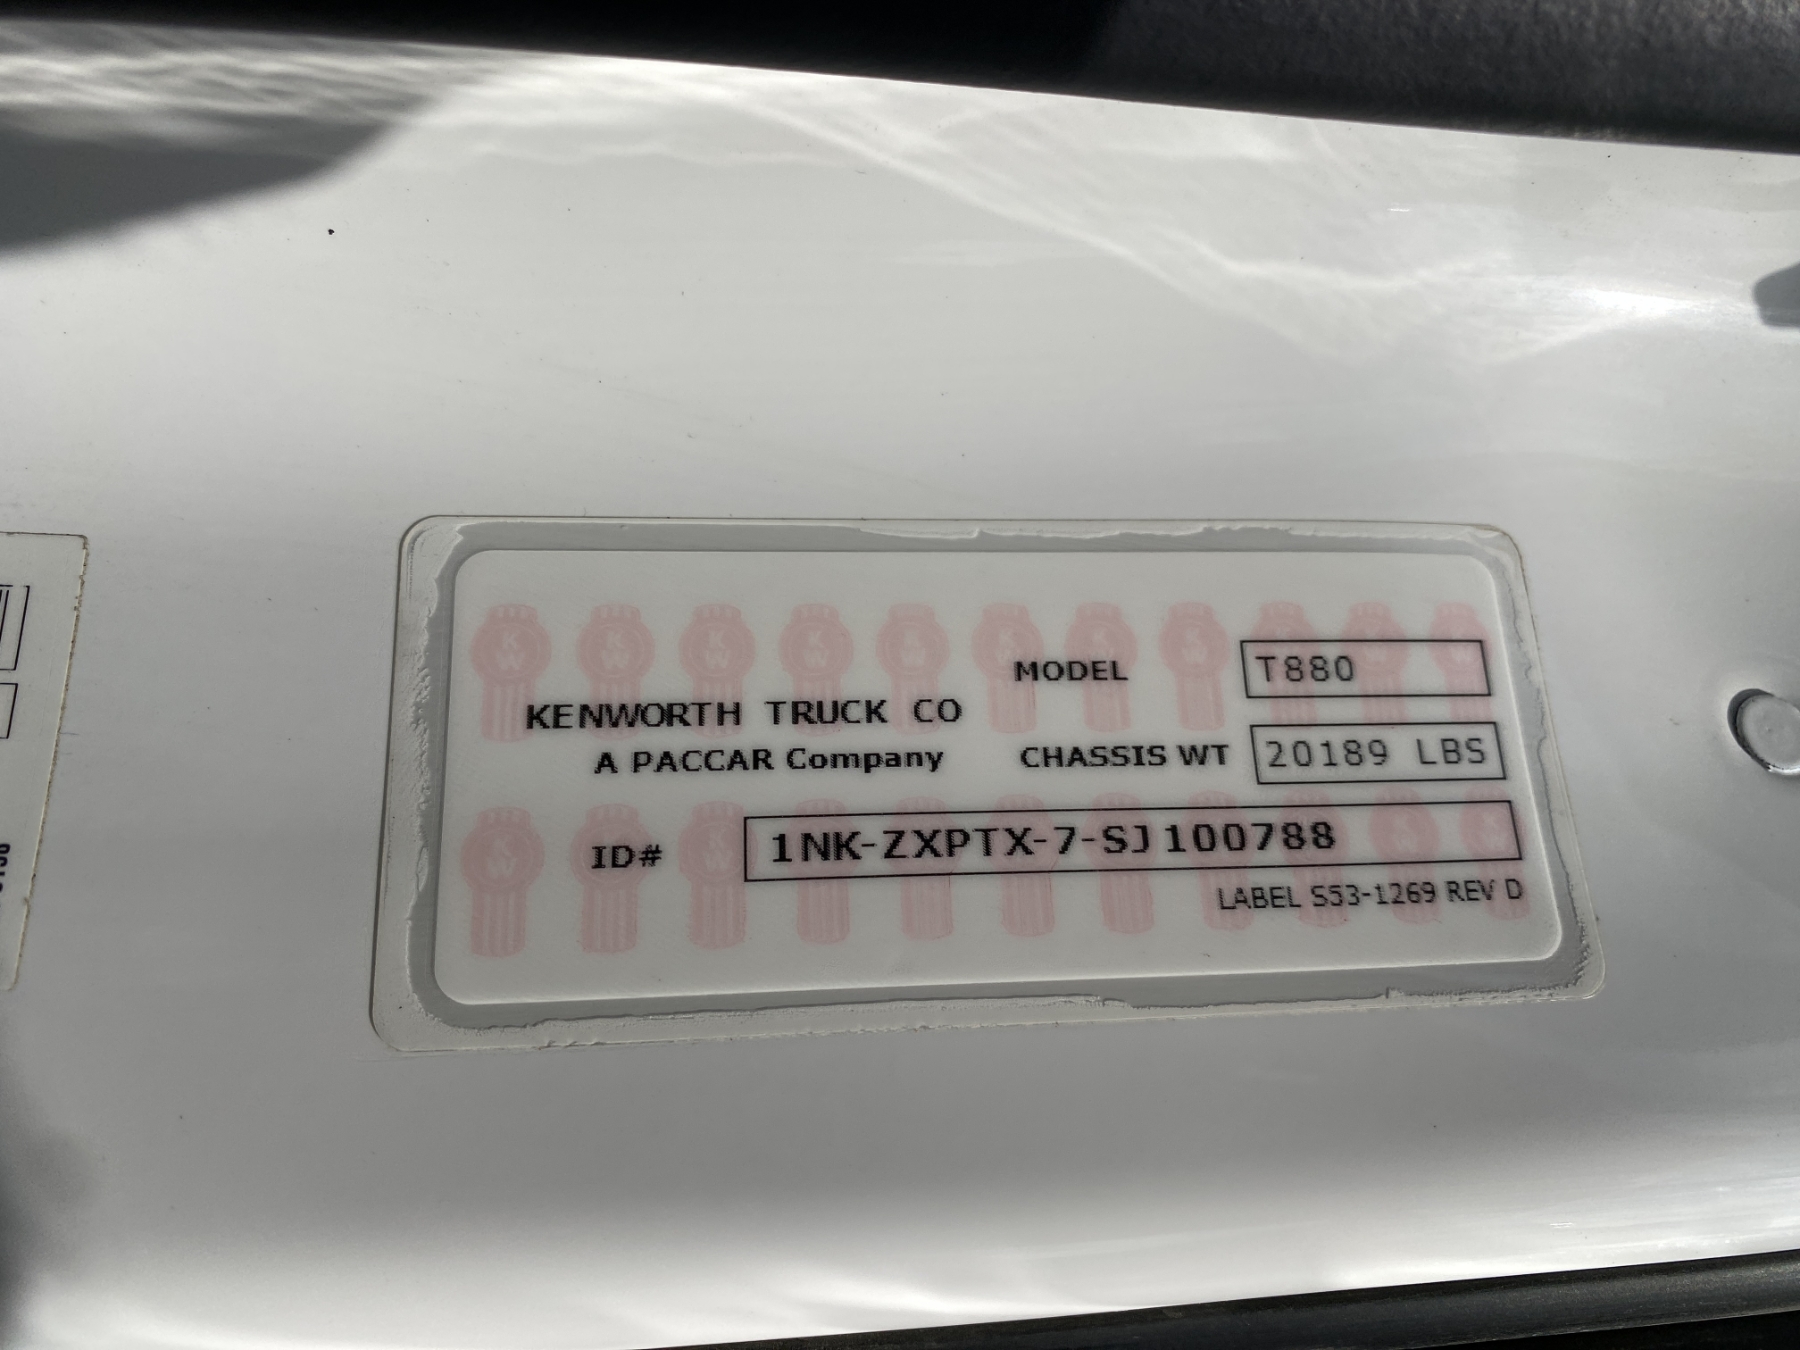 KENWORTH TRUCK CO
A PACCAR Company
MODEL T880
CHASSIS WT 20189 LBS
ID# 1NK-ZXPTX-7-SJ100788
LABEL S53-1269 REV D